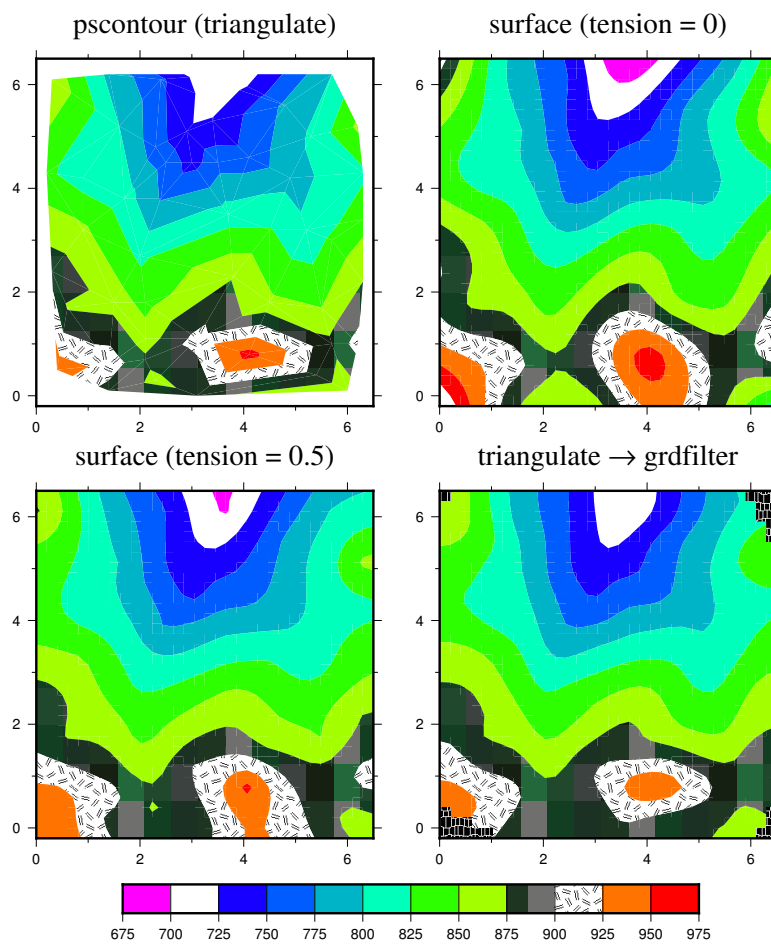 pscontour (triangulate)
surface (tension = 0)
6
4
2
0
0 2 4 6
6
4
2
0
0 2 4 6
surface (tension = 0.5)
triangulate → grdfilter
6
4
2
0
0 2 4 6
6
4
2
0
0 2 4 6
675 700 725 750 775 800 825 850 875 900 925 950 975